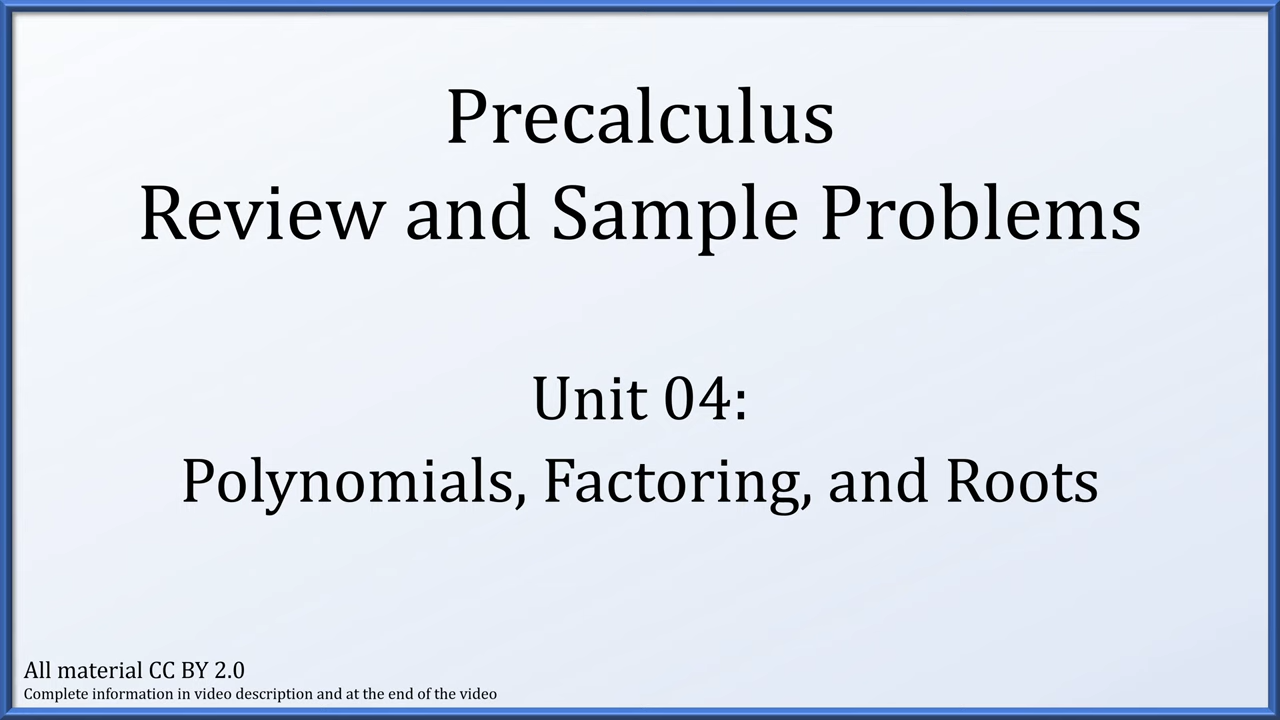 Precalculus
Review and Sample Problems
Unit 04:
Polynomials, Factoring, and Roots
All material CC BY 2.0
Complete information in video description and at the end of the video